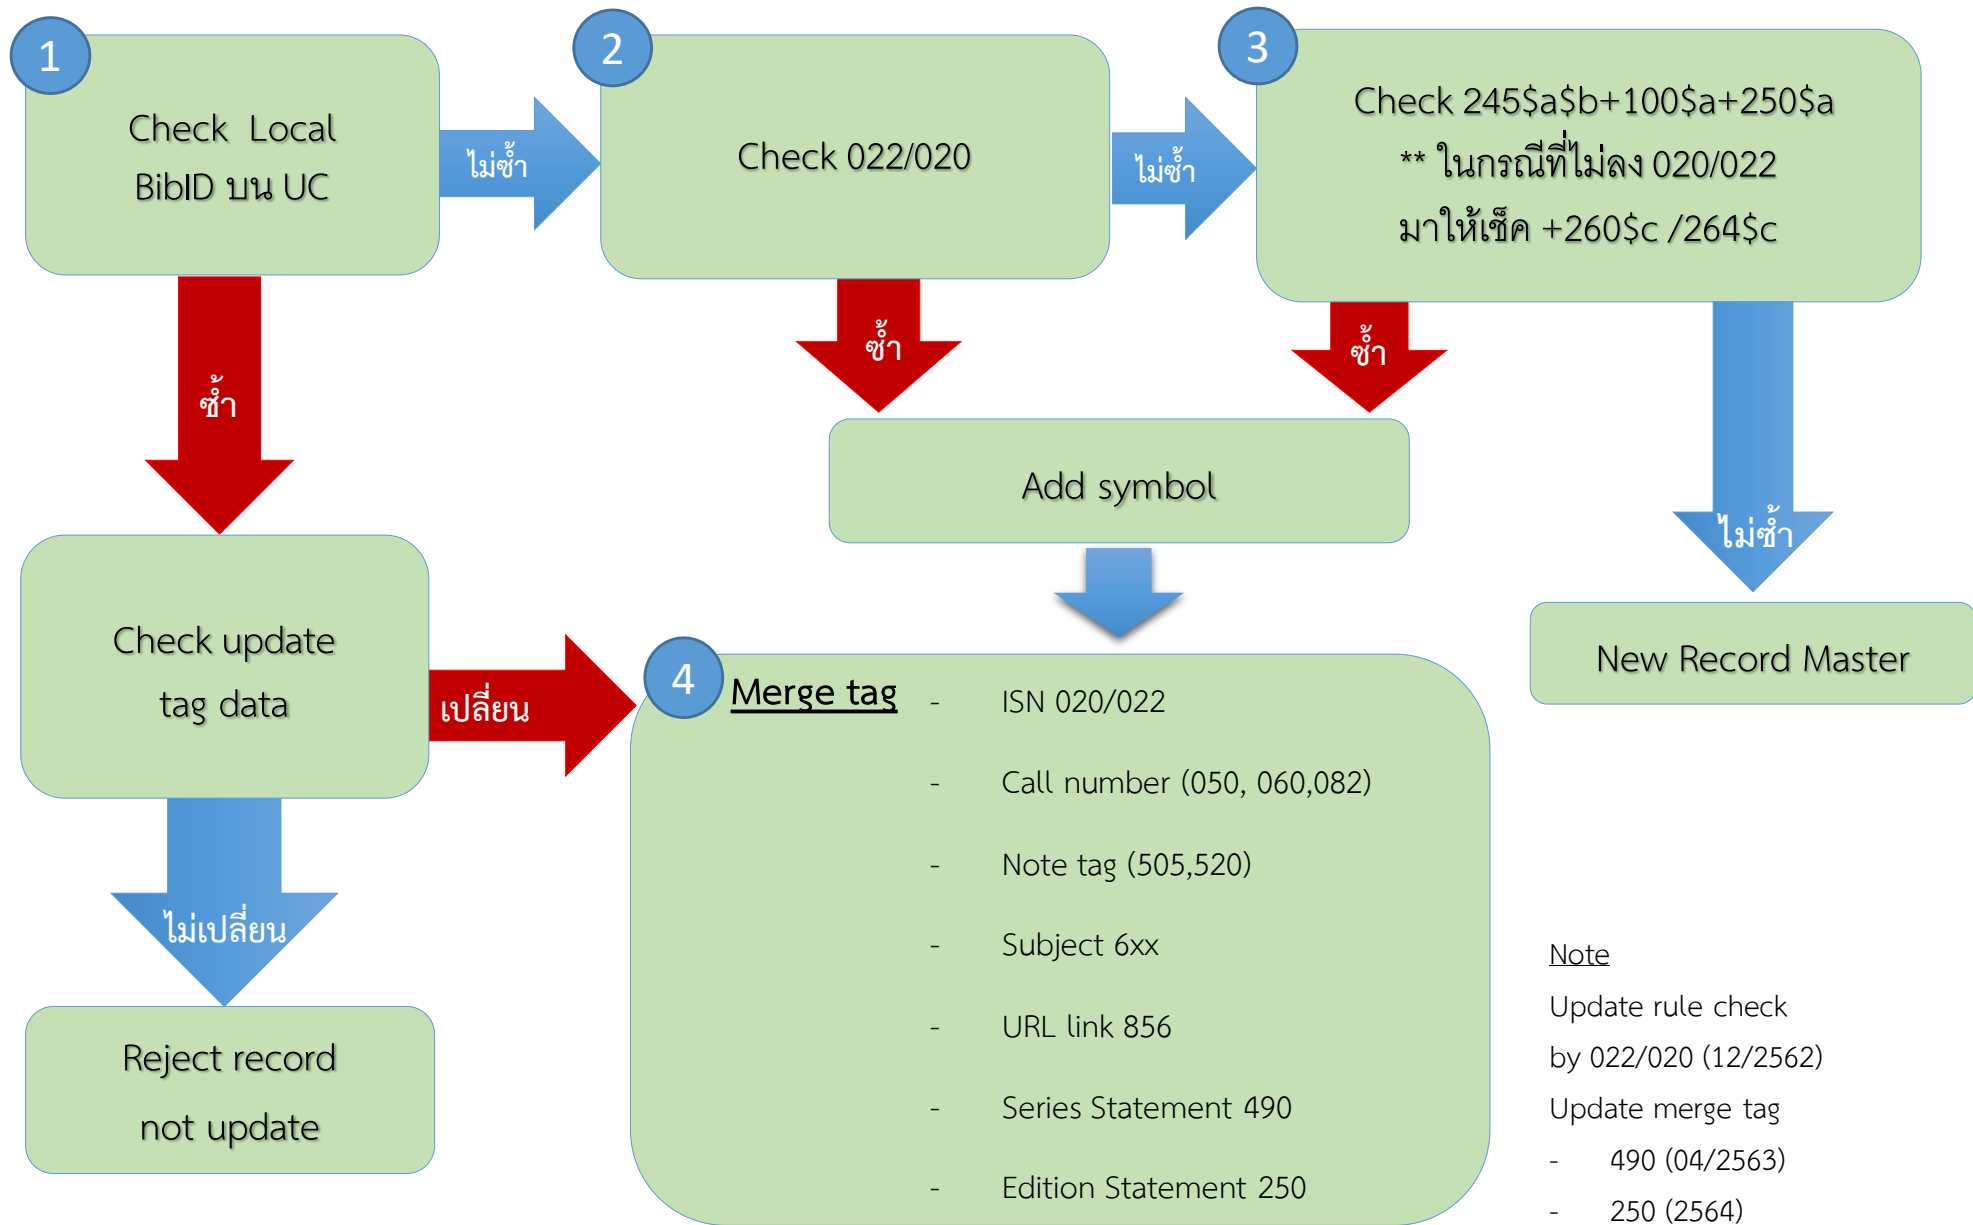 1
Check Local
BibID บน UC
ไม่ซ้ำ
2
Check 022/020
ไม่ซ้ำ
3
Check 245$a$b+100$a+250$a
** ในกรณีที่ไม่ลง 020/022
มาให้เช็ค +260$c /264$c
ซ้ำ
ซ้ำ
ซ้ำ
Add symbol
ไม่ซ้ำ
New Record Master
Check update
tag data
เปลี่ยน
ไม่เปลี่ยน
Reject record
not update
4
Merge tag
- ISN 020/022
- Call number (050, 060,082)
- Note tag (505,520)
- Subject 6xx
- URL link 856
- Series Statement 490
- Edition Statement 250
Note
Update rule check
by 022/020 (12/2562)
Update merge tag
- 490 (04/2563)
- 250 (2564)